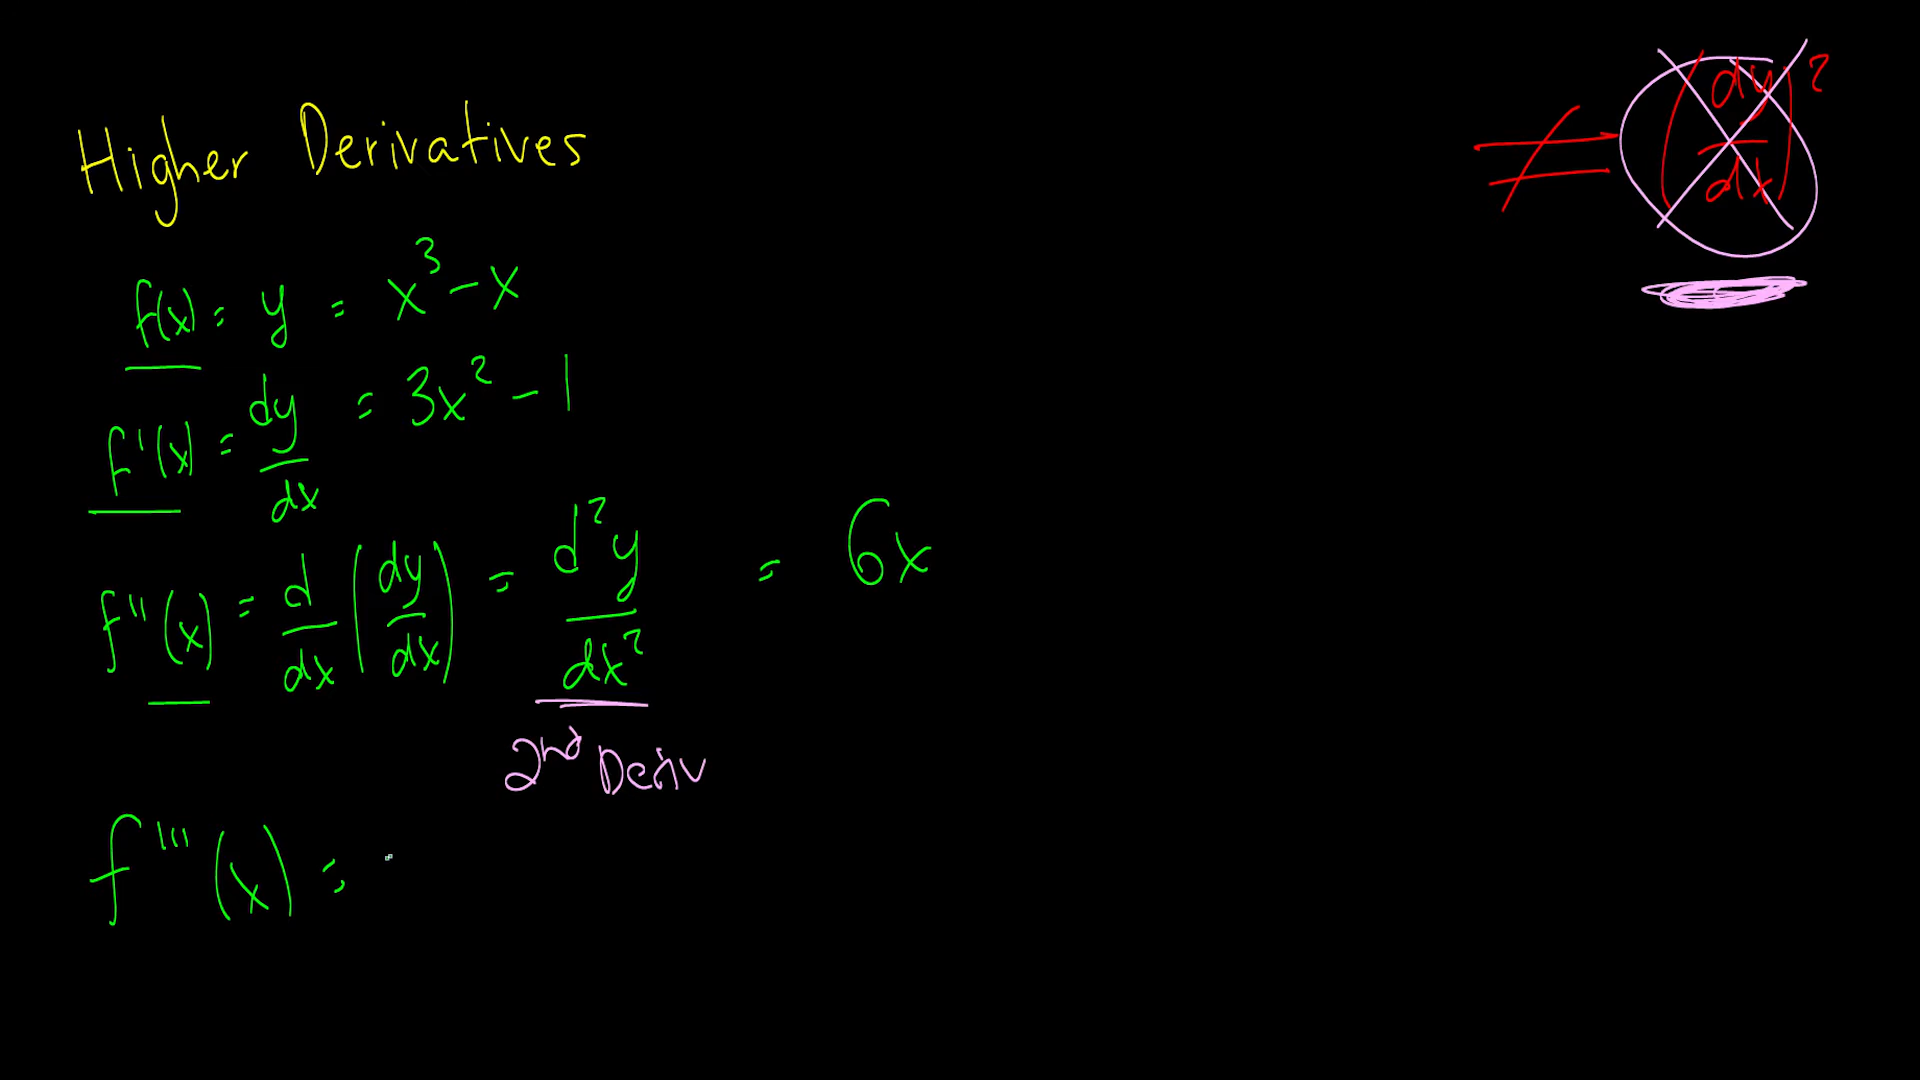 Higher Derivatives
≠ (dy/dx)²
f(x) = y = x³ - x
f'(x) = dy/dx = 3x² - 1
f''(x) = d/dx (dy/dx) = d²y/dx² = 6x
2nd Deriv
f'''(x) =